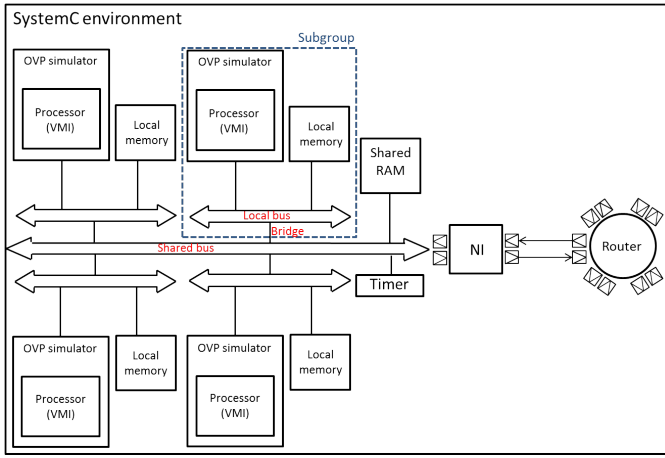 SystemC environment
Subgroup
OVP simulator
Processor
(VMI)
Local
memory
OVP simulator
Processor
(VMI)
Local
memory
Shared
RAM
Local bus
Bridge
Shared bus
NI
Router
Timer
OVP simulator
Processor
(VMI)
Local
memory
OVP simulator
Processor
(VMI)
Local
memory